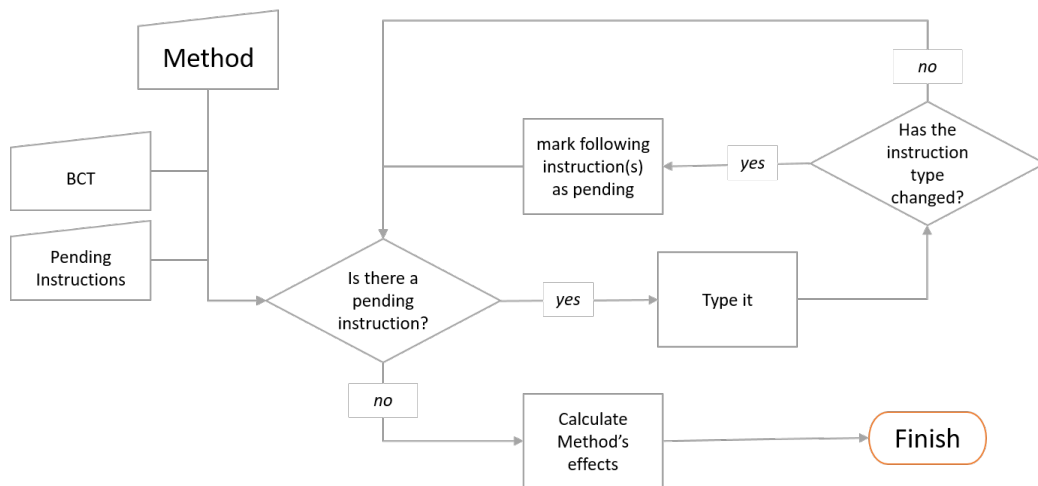 Method
BCT
Pending
Instructions
Is there a
pending
instruction?
yes
Type it
Has the
instruction
type
changed?
no
yes
mark following
instruction(s)
as pending
no
Calculate
Method’s
effects
Finish